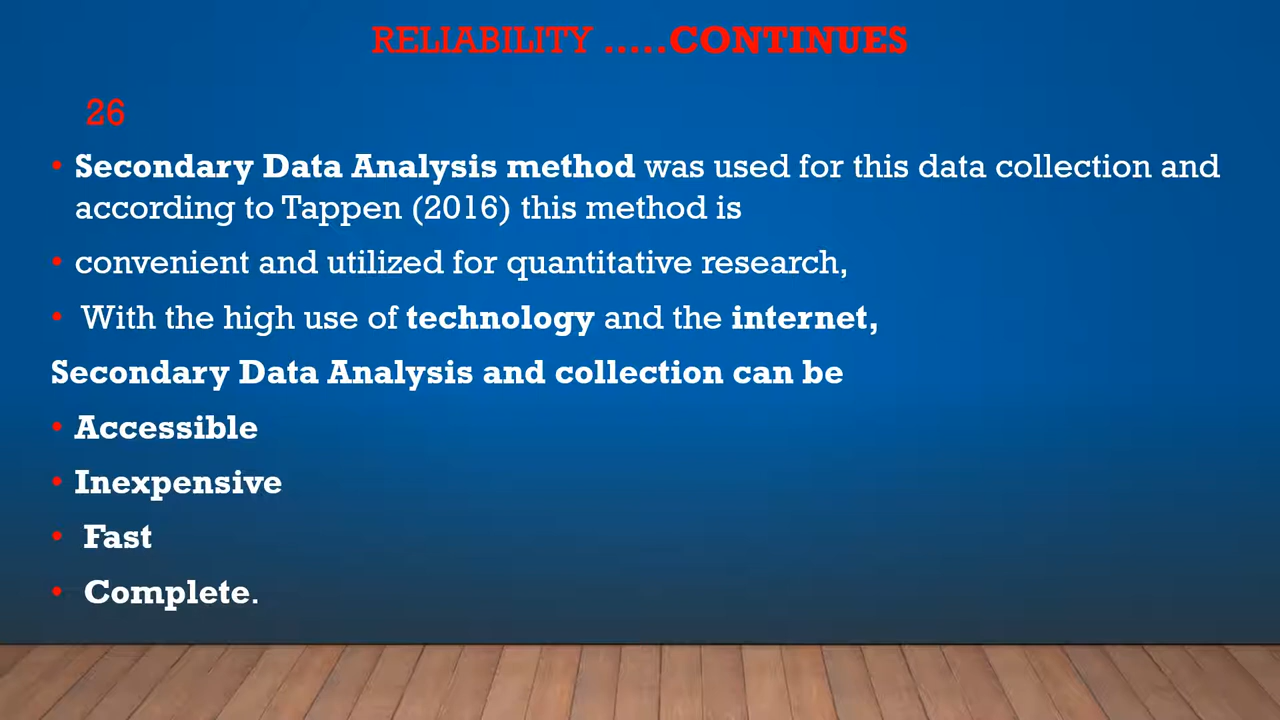 RELIABILITY .....CONTINUES
26
• Secondary Data Analysis method was used for this data collection and
according to Tappen (2016) this method is
• convenient and utilized for quantitative research,
• With the high use of technology and the internet,
Secondary Data Analysis and collection can be
• Accessible
• Inexpensive
• Fast
• Complete.